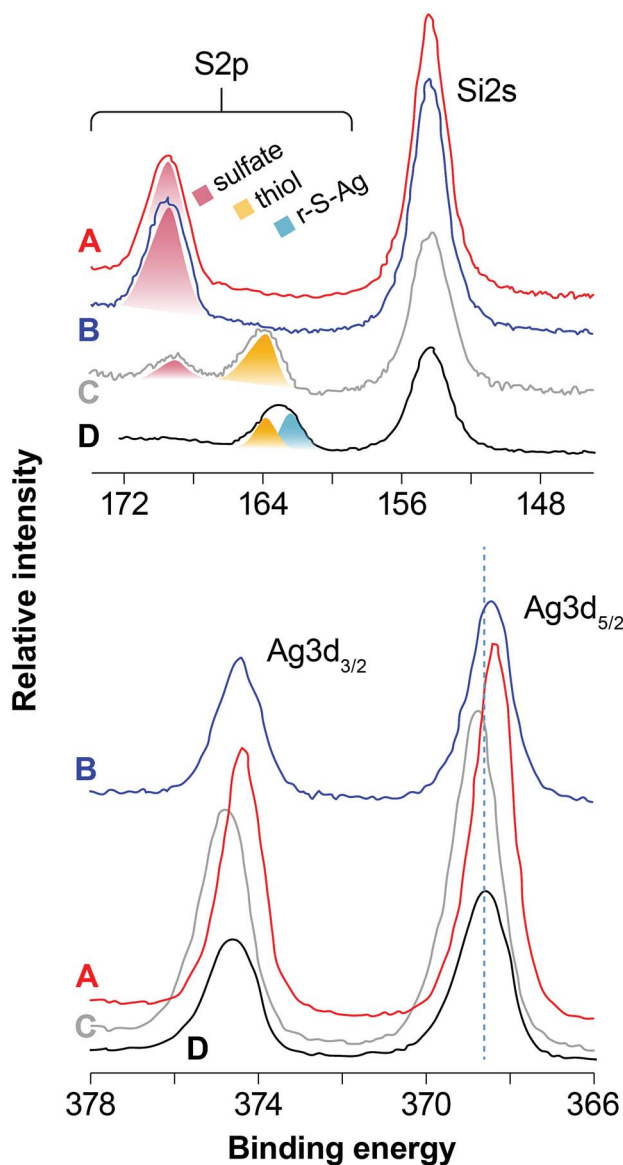 S2p
Si2s
sulfate
thiol
r-S-Ag
A
B
C
D
172 164 156 148
Relative intensity
Ag3d5/2
Ag3d3/2
B
A
C
D
378 374 370 366
Binding energy